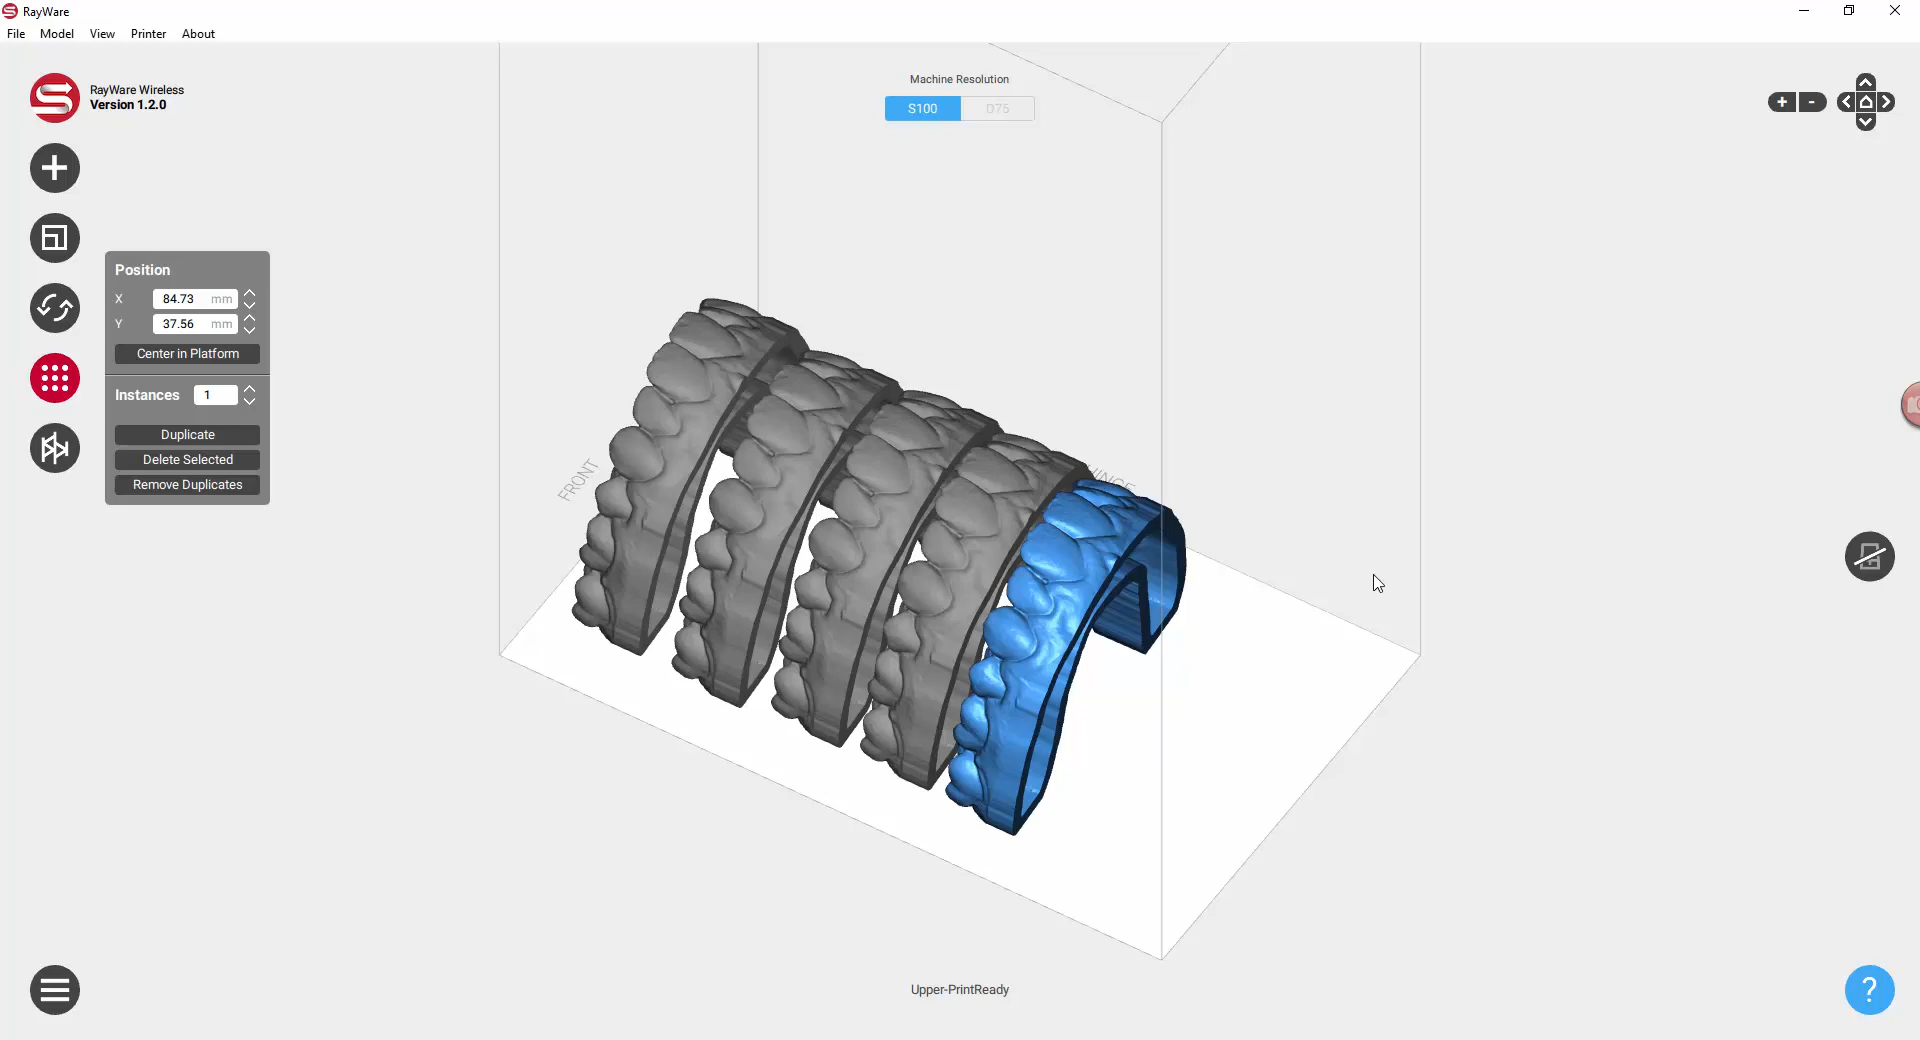 RayWare
File Model View Printer About
RayWare Wireless
Version 1.2.0
Machine Resolution
S100 D75
Position
X 84.73 mm
Y 37.56 mm
Center in Platform
Instances 1
Duplicate
Delete Selected
Remove Duplicates
FRONT
HINGE
Upper-PrintReady
?